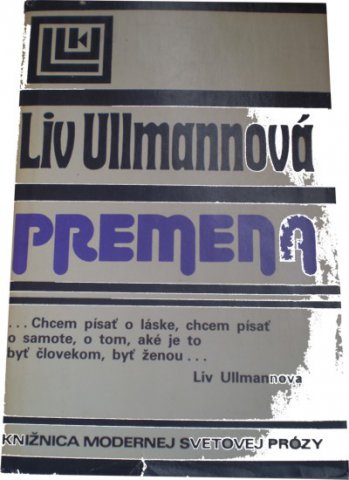 Liv Ullmannová
PREMENA
...Chcem písať o láske, chcem písať
o samote, o tom, aké je to
byť človekom, byť ženou...
Liv Ullmannova
KNIŽNICA MODERNEJ SVETOVEJ PRÓZY